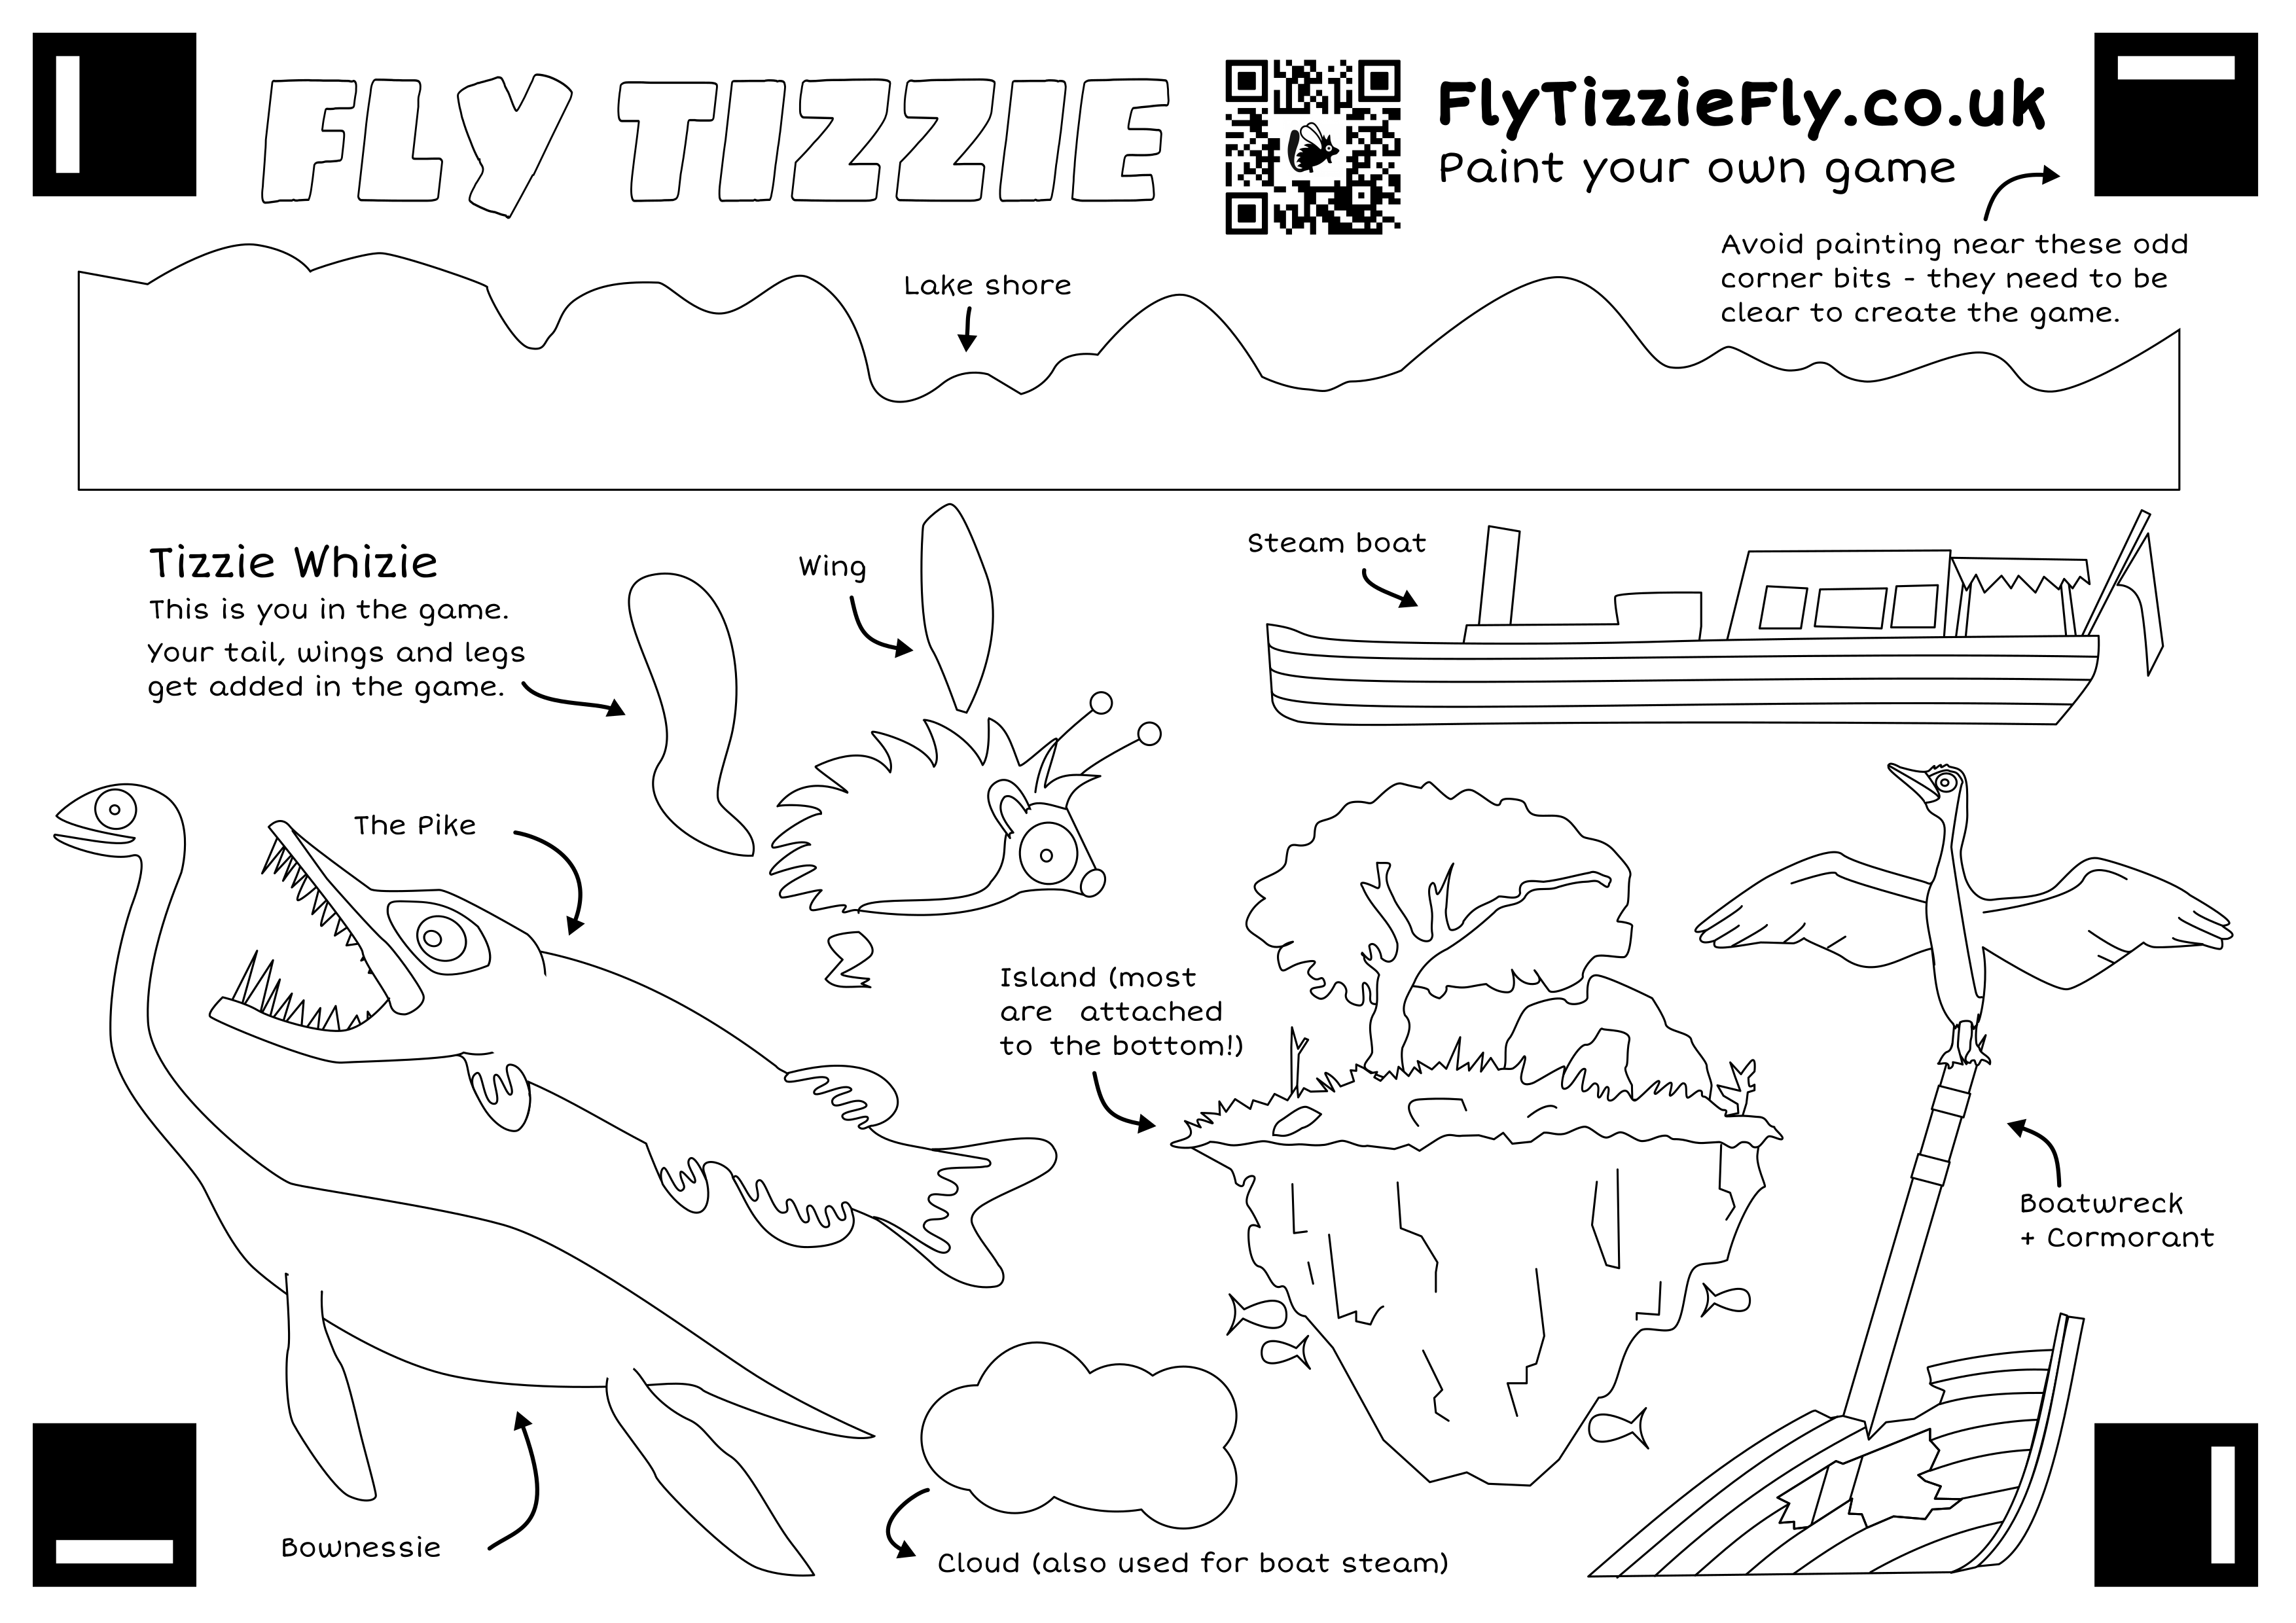 FLY TIZZIE
FlyTizzieFly.co.uk
Paint your own game
Avoid painting near these odd
corner bits - they need to be
clear to create the game.
Lake shore
Tizzie Whizie
This is you in the game.
Your tail, wings and legs
get added in the game.
Wing
Steam boat
The Pike
Island (most
are attached
to the bottom!)
Boatwreck
+ Cormorant
Bownessie
Cloud (also used for boat steam)